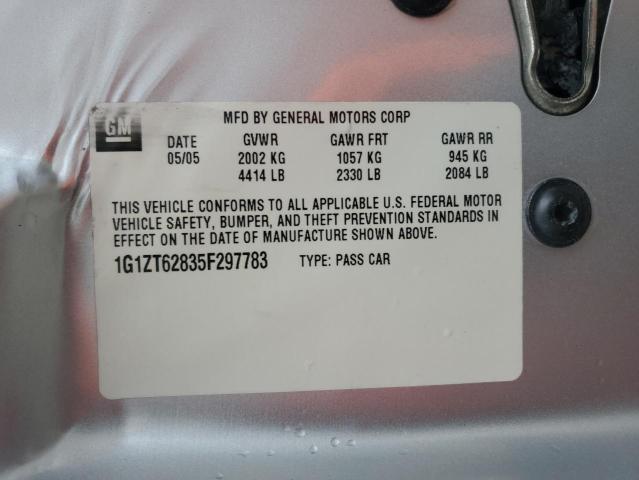 MFD BY GENERAL MOTORS CORP
GM
DATE GVWR GAWR FRT GAWR RR
05/05 2002 KG 1057 KG 945 KG
4414 LB 2330 LB 2084 LB
THIS VEHICLE CONFORMS TO ALL APPLICABLE U.S. FEDERAL MOTOR
VEHICLE SAFETY, BUMPER, AND THEFT PREVENTION STANDARDS IN
EFFECT ON THE DATE OF MANUFACTURE SHOWN ABOVE.
1G1ZT62835F297783 TYPE: PASS CAR